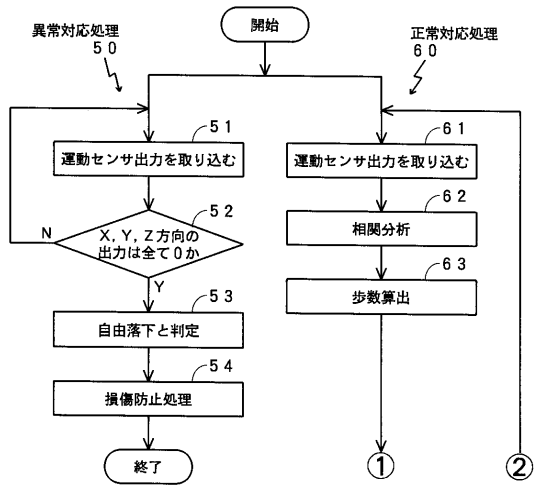 開始
異常対応処理
50
正常対応処理
60
51
運動センサ出力を取り込む
52
X,Y,Z方向の
出力は全て0か
N
Y
53
自由落下と判定
54
損傷防止処理
終了
61
運動センサ出力を取り込む
62
相関分析
63
歩数算出
①
②